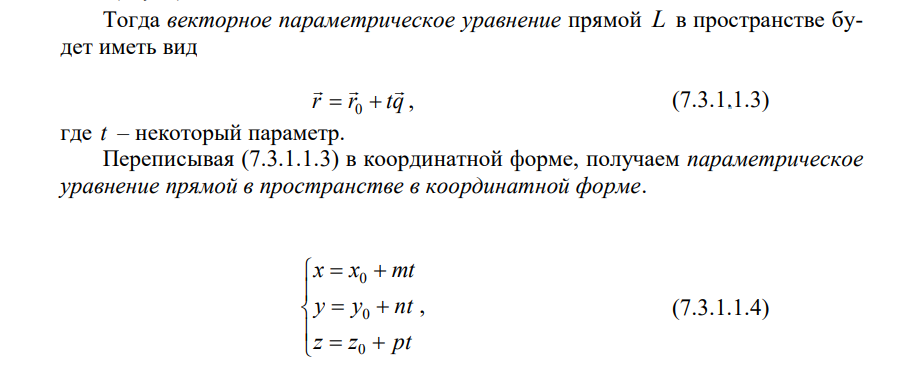 Тогда векторное параметрическое уравнение прямой L в пространстве бу-
дет иметь вид
r⃗ = r⃗₀ + tq⃗ , (7.3.1.1.3)
где t – некоторый параметр.
Переписывая (7.3.1.1.3) в координатной форме, получаем параметрическое
уравнение прямой в пространстве в координатной форме.
x = x₀ + mt
y = y₀ + nt , (7.3.1.1.4)
z = z₀ + pt